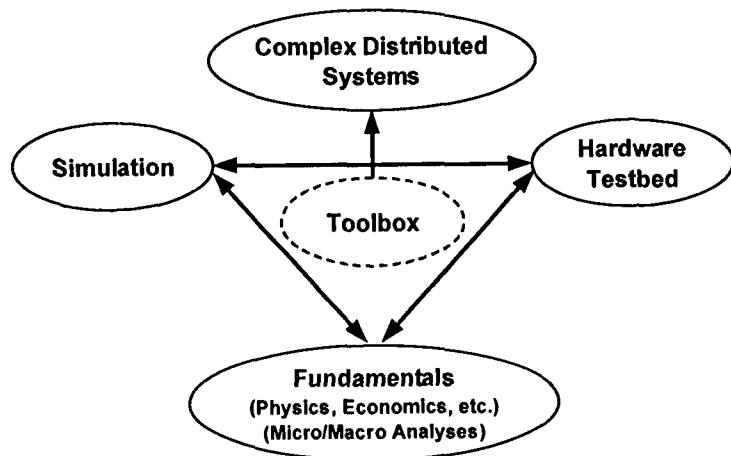 Complex Distributed
Systems
Simulation
Hardware
Testbed
Toolbox
Fundamentals
(Physics, Economics, etc.)
(Micro/Macro Analyses)